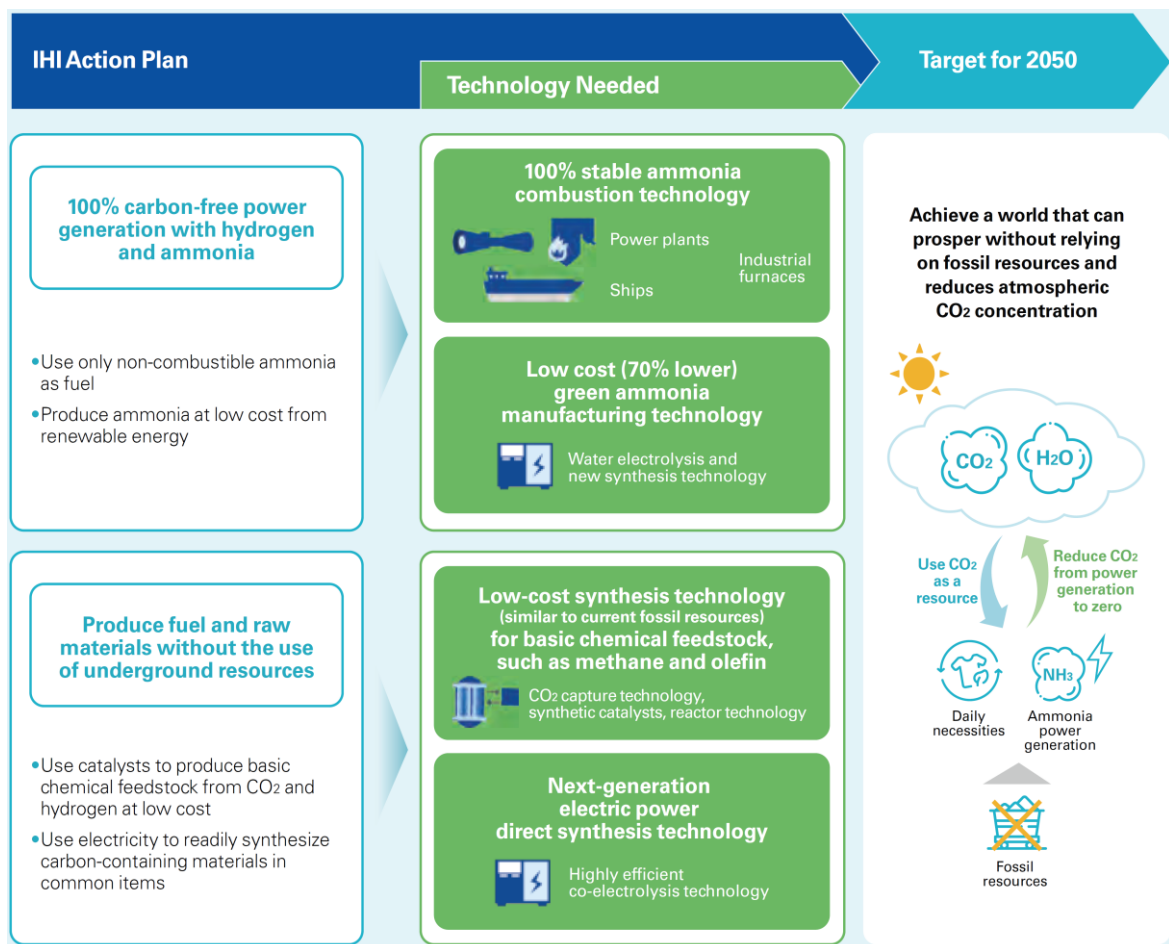 IHI Action Plan
Technology Needed
Target for 2050
100% carbon-free power
generation with hydrogen
and ammonia
•Use only non-combustible ammonia
as fuel
•Produce ammonia at low cost from
renewable energy
100% stable ammonia
combustion technology
Power plants
Industrial
furnaces
Ships
Low cost (70% lower)
green ammonia
manufacturing technology
Water electrolysis and
new synthesis technology
Produce fuel and raw
materials without the use
of underground resources
•Use catalysts to produce basic
chemical feedstock from CO2 and
hydrogen at low cost
•Use electricity to readily synthesize
carbon-containing materials in
common items
Low-cost synthesis technology
(similar to current fossil resources)
for basic chemical feedstock,
such as methane and olefin
CO2 capture technology,
synthetic catalysts, reactor technology
Next-generation
electric power
direct synthesis technology
Highly efficient
co-electrolysis technology
Achieve a world that can
prosper without relying
on fossil resources and
reduces atmospheric
CO2 concentration
CO2
H2O
Use CO2
as a
resource
Reduce CO2
from power
generation
to zero
NH3
Daily
necessities
Ammonia
power
generation
Fossil
resources